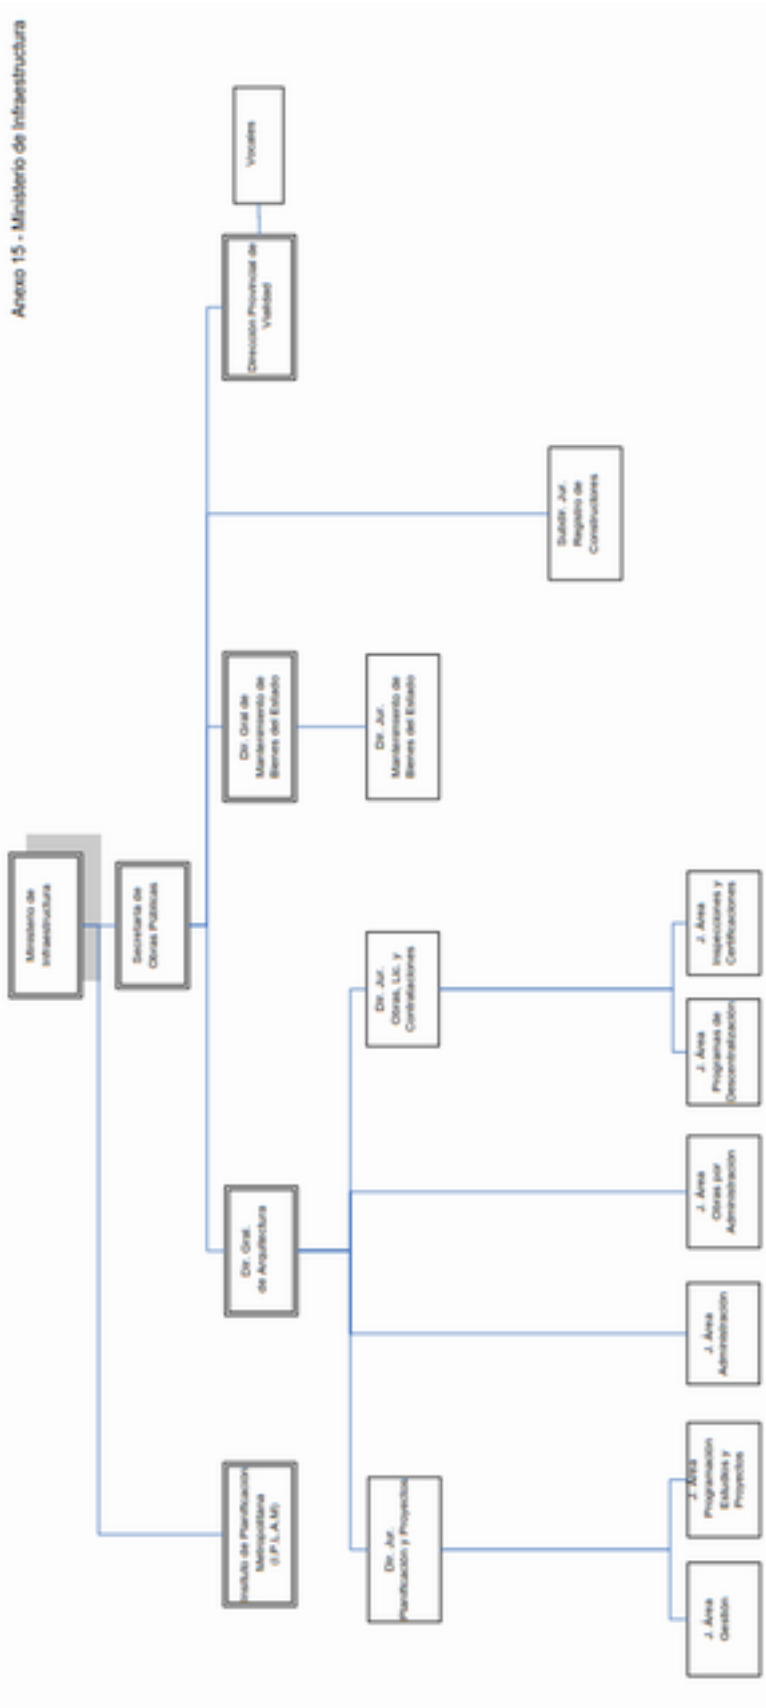 Anexo 15 - Ministerio de Infraestructura
Ministerio de
Infraestructura
Secretaría de
Obras Públicas
Instituto de Planificación
Metropolitana
(I.P.L.A.M)
Dir. Gral.
de Arquitectura
Dir. Gral de
Mantenimiento de
Bienes del Estado
Dirección Provincial de
Vialidad
Vocales
Dir. Jur.
Planificación y Proyectos
Dir. Jur.
Obras, Lic. y
Contrataciones
Dir. Jur.
Mantenimiento de
Bienes del Estado
Subdir. Jur.
Registro de
Constructores
J. Área
Gestión
J. Área
Programación
Estudios y
Proyectos
J. Área
Administración
J. Área
Obras por
Administración
J. Área
Programas de
Descentralización
J. Área
Inspecciones y
Certificaciones